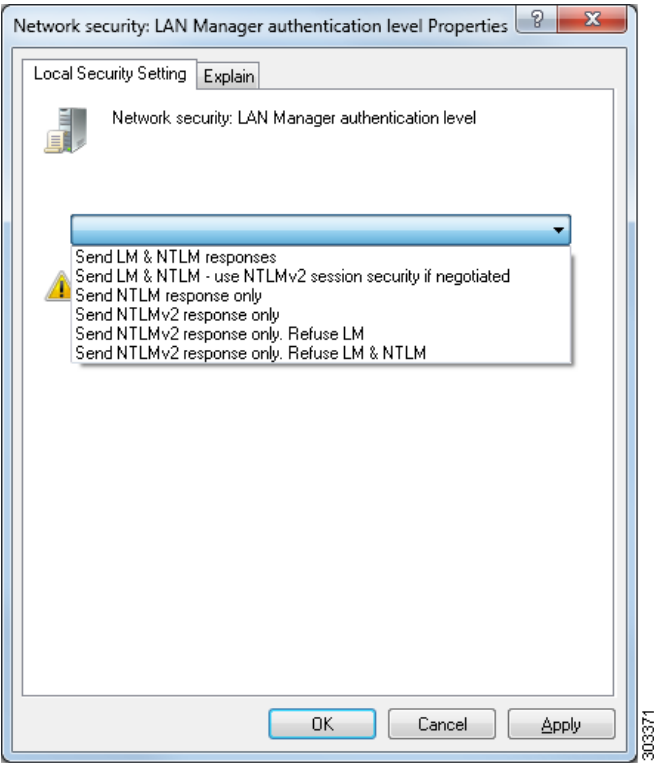 Network security: LAN Manager authentication level Properties
Local Security Setting
Explain
Network security: LAN Manager authentication level
Send LM & NTLM responses
Send LM & NTLM - use NTLMv2 session security if negotiated
Send NTLM response only
Send NTLMv2 response only
Send NTLMv2 response only. Refuse LM
Send NTLMv2 response only. Refuse LM & NTLM
OK
Cancel
Apply
303371